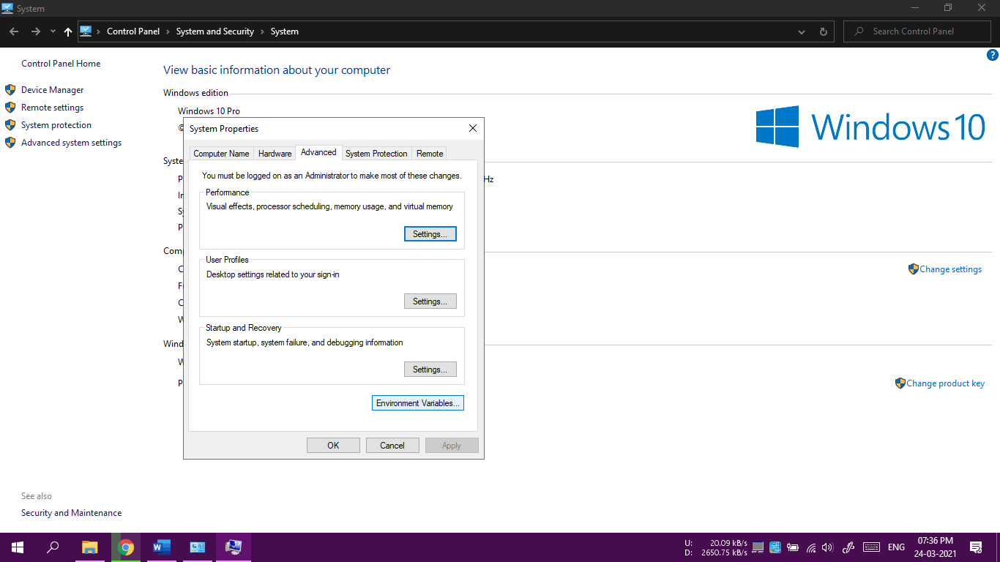 System
Control Panel > System and Security > System
Search Control Panel
Control Panel Home
Device Manager
Remote settings
System protection
Advanced system settings
See also
Security and Maintenance
View basic information about your computer
Windows edition
Windows 10 Pro
©
Windows 10
Syste
P
Hz
In
Sy
P
Comp
C
Change settings
F
C
W
Wind
W
P
Change product key
System Properties
Computer Name Hardware Advanced System Protection Remote
You must be logged on as an Administrator to make most of these changes.
Performance
Visual effects, processor scheduling, memory usage, and virtual memory
Settings...
User Profiles
Desktop settings related to your sign-in
Settings...
Startup and Recovery
System startup, system failure, and debugging information
Settings...
Environment Variables...
OK Cancel Apply
U: 20.09 kB/s
D: 2650.75 kB/s
ENG
07:36 PM
24-03-2021